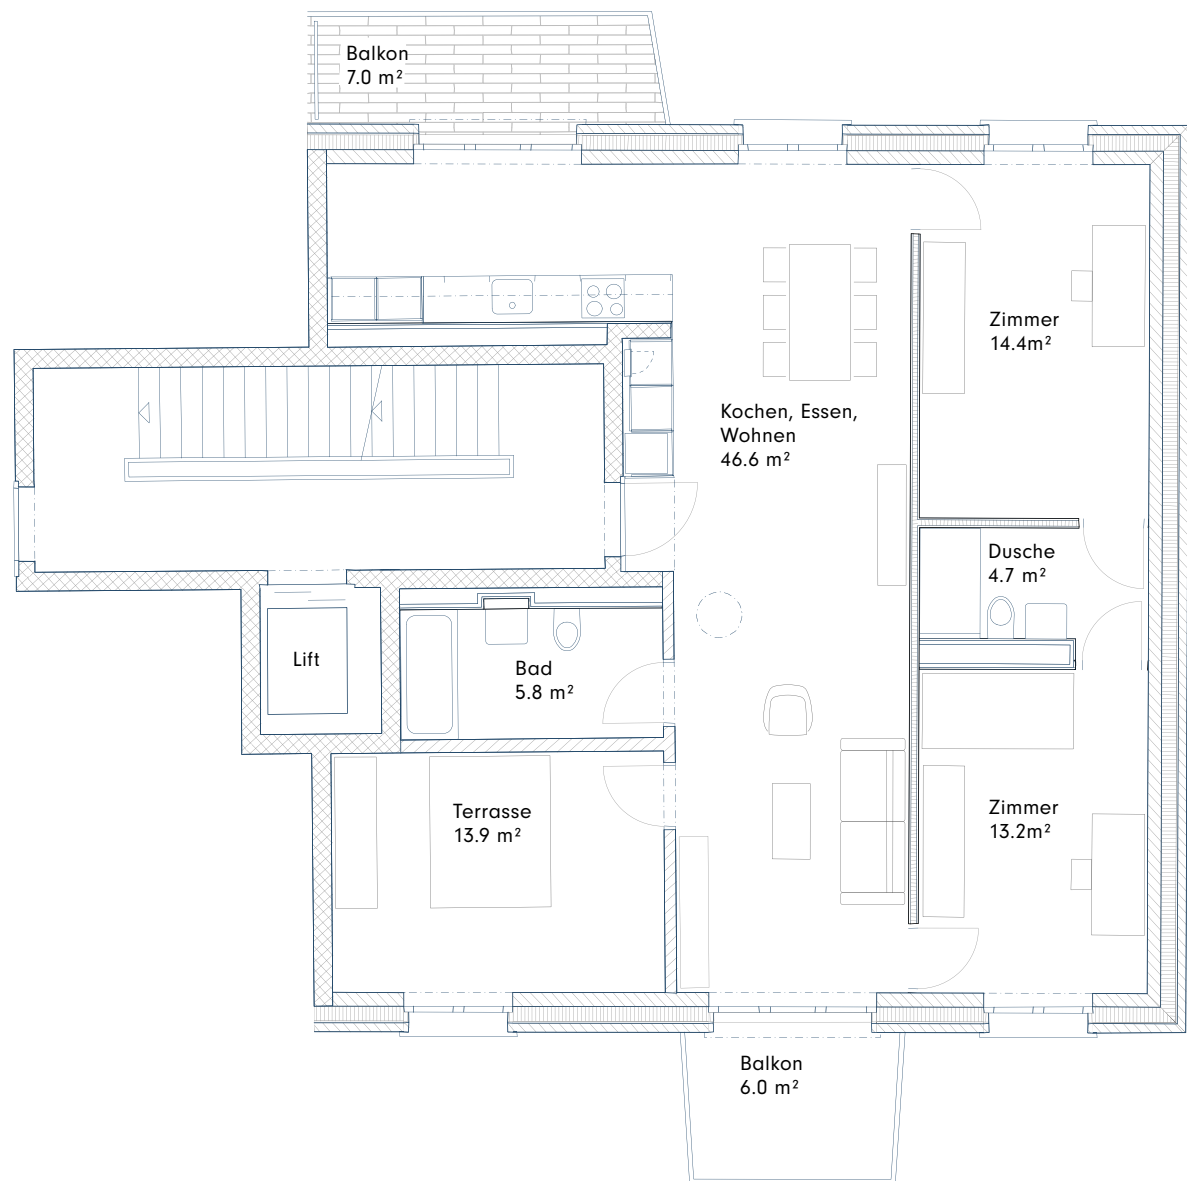 Balkon
7.0 m²
Zimmer
14.4m²
Kochen, Essen,
Wohnen
46.6 m²
Dusche
4.7 m²
Lift
Bad
5.8 m²
Terrasse
13.9 m²
Zimmer
13.2m²
Balkon
6.0 m²